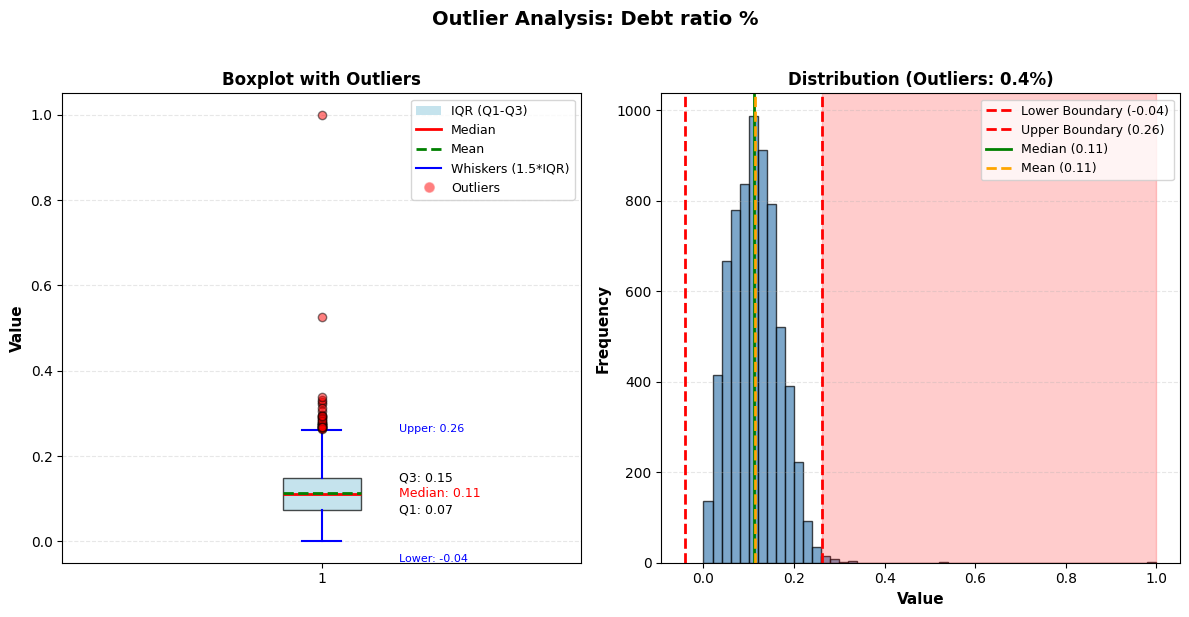 Outlier Analysis: Debt ratio %
Boxplot with Outliers
Value
1.0
0.8
0.6
0.4
0.2
0.0
1
IQR (Q1-Q3)
Median
Mean
Whiskers (1.5*IQR)
Outliers
Upper: 0.26
Q3: 0.15
Median: 0.11
Q1: 0.07
Lower: -0.04
Distribution (Outliers: 0.4%)
Frequency
1000
800
600
400
200
0
0.0 0.2 0.4 0.6 0.8 1.0
Value
Lower Boundary (-0.04)
Upper Boundary (0.26)
Median (0.11)
Mean (0.11)